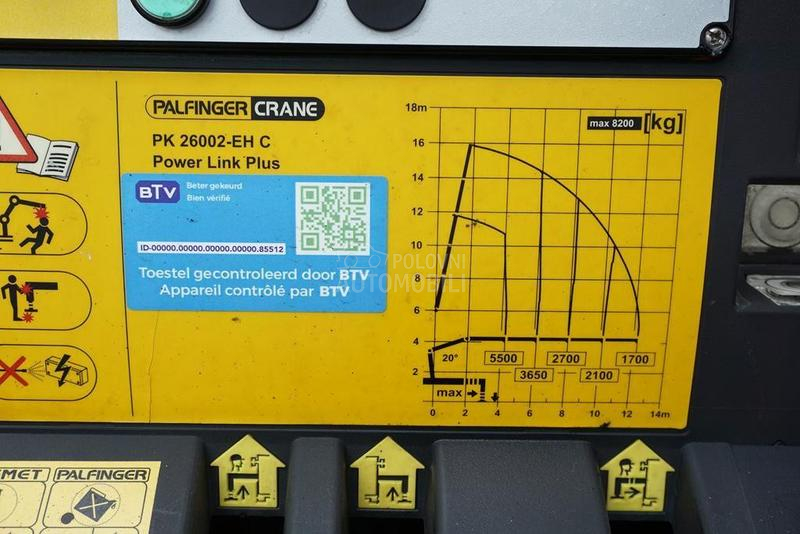 PALFINGER CRANE
PK 26002-EH C
Power Link Plus
BTV
Beter gekeurd
Bien vérifié
ID-00000.00000.00000.00000.85512
Toestel gecontroleerd door BTV
Appareil contrôlé par BTV
POLOVNI
AUTOMOBILI
18m
max 8200 [kg]
16
14
12
10
8
6
4
2
20°
5500
2700
1700
3650
2100
max
0
2
4
6
8
10
12
14m
EMET
PALFINGER